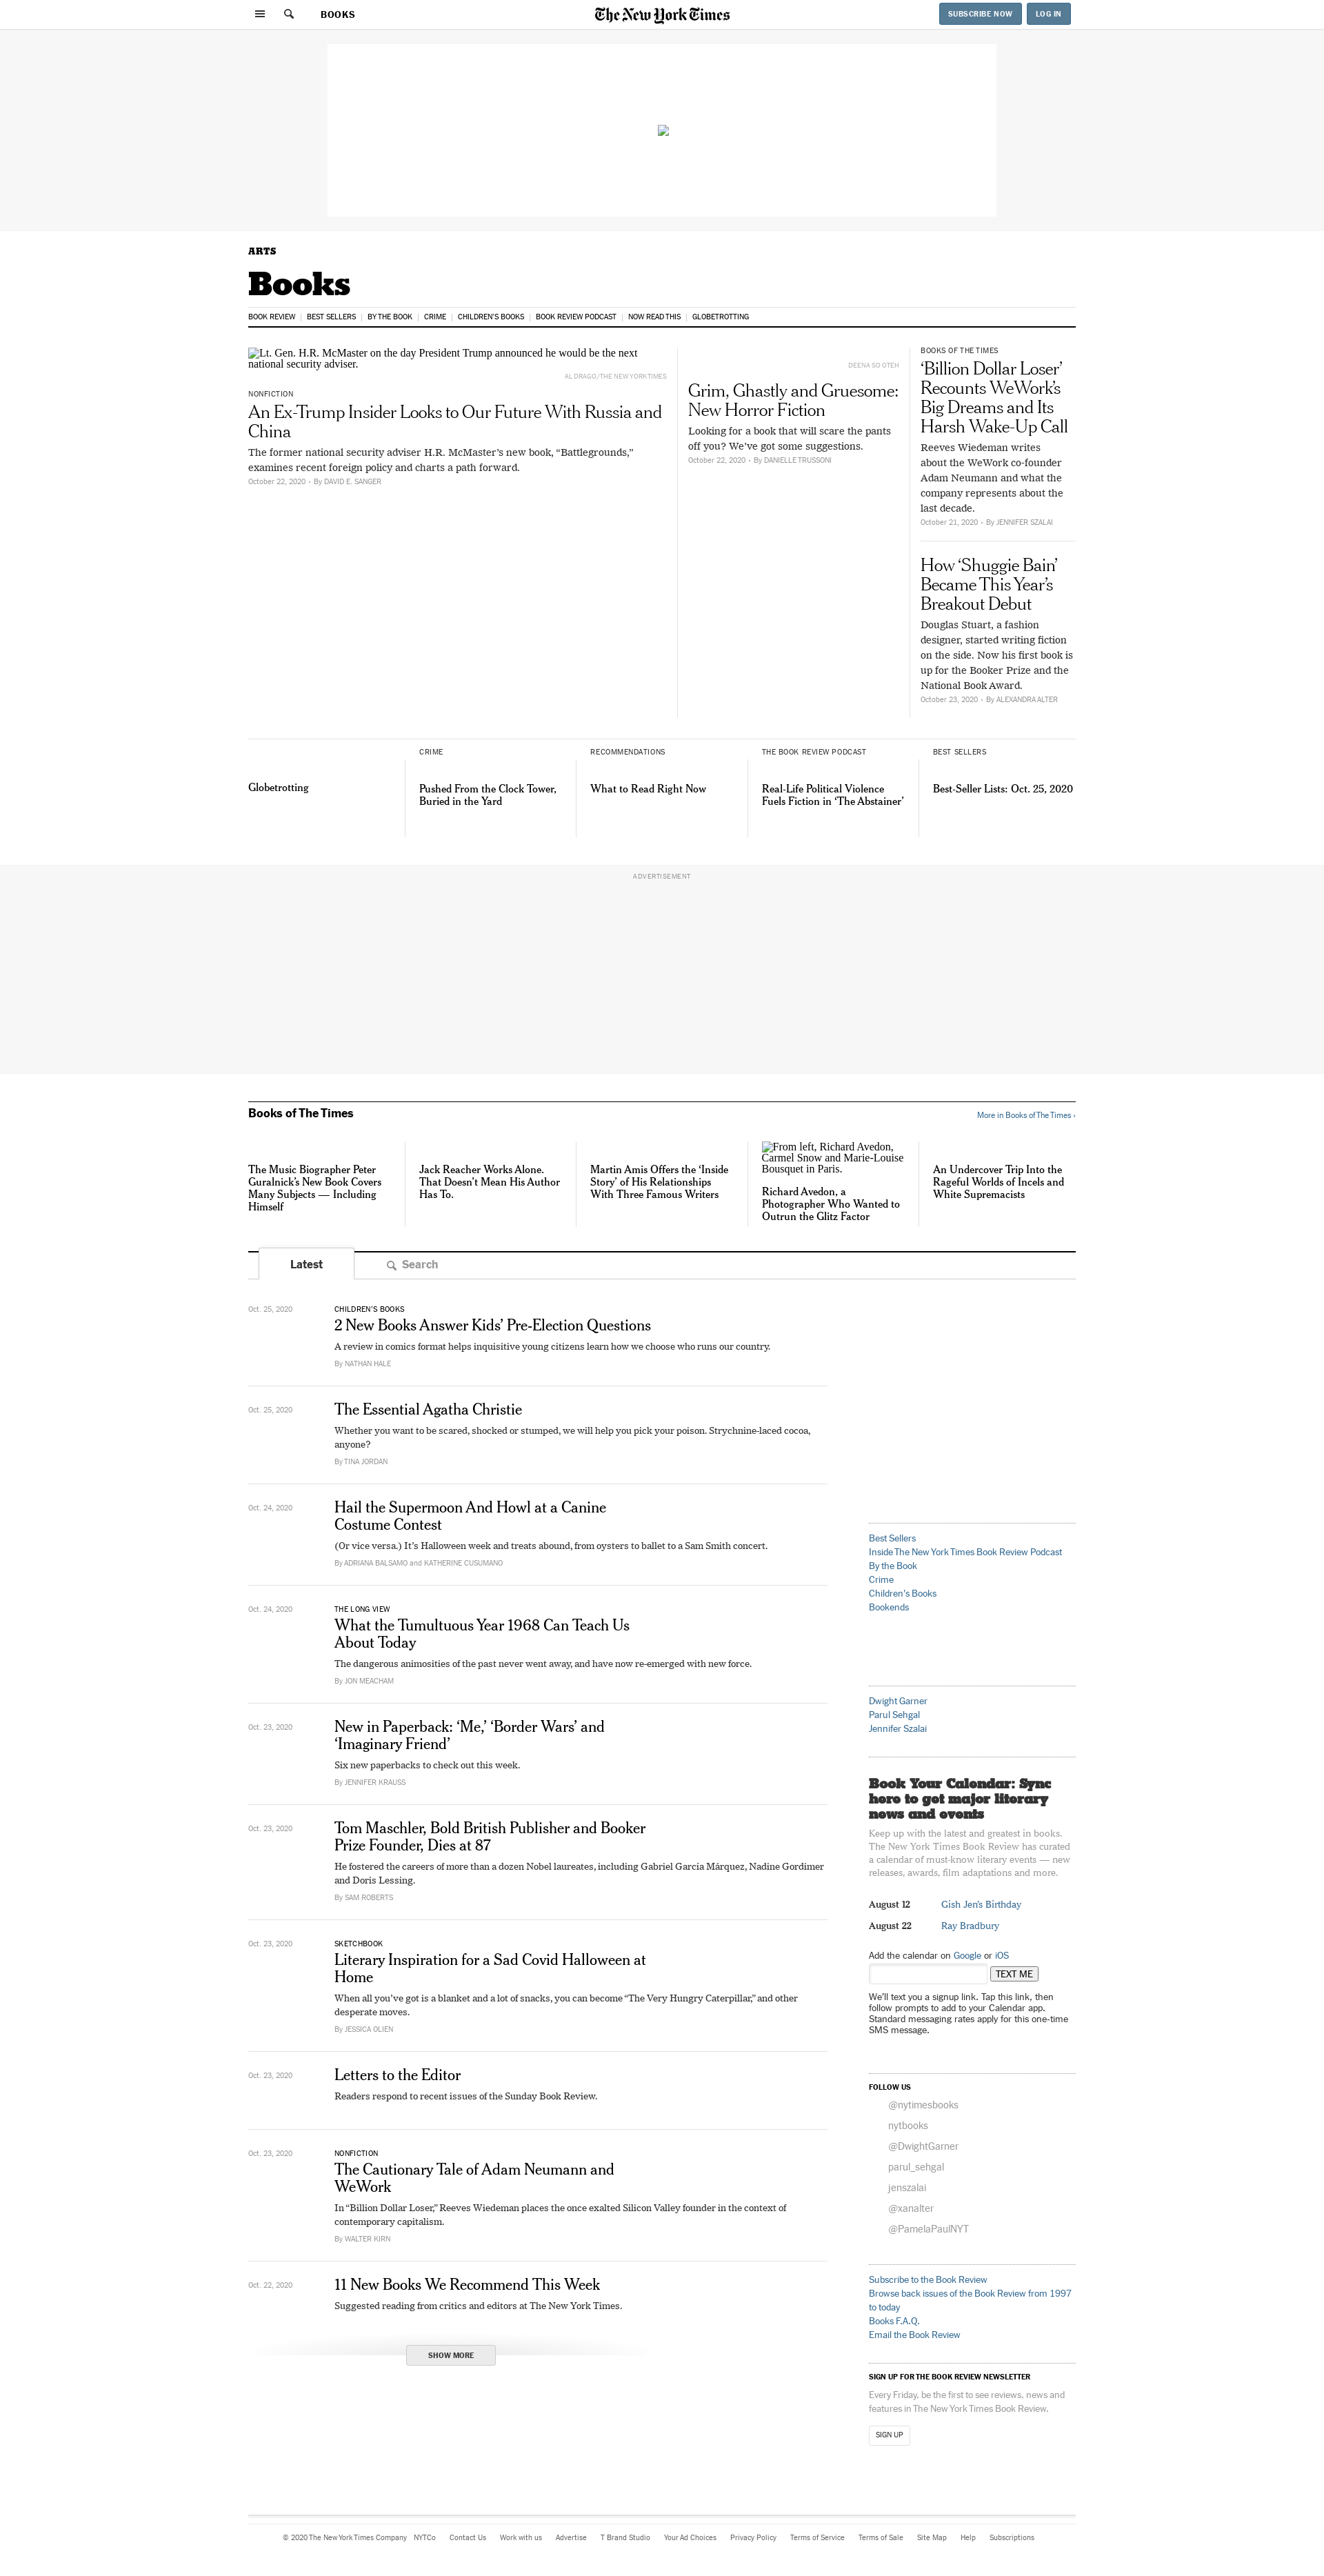 BOOKS
The New York Times
SUBSCRIBE NOW
LOG IN
ARTS
Books
BOOK REVIEW
BEST SELLERS
BY THE BOOK
CRIME
CHILDREN'S BOOKS
BOOK REVIEW PODCAST
NOW READ THIS
GLOBETROTTING
Lt. Gen. H.R. McMaster on the day President Trump announced he would be the next
national security adviser.
AL DRAGO/THE NEW YORK TIMES
NONFICTION
An Ex-Trump Insider Looks to Our Future With Russia and
China
The former national security adviser H.R. McMaster's new book, “Battlegrounds,”
examines recent foreign policy and charts a path forward.
October 22, 2020 • By DAVID E. SANGER
DEENA SO OTEH
Grim, Ghastly and Gruesome:
New Horror Fiction
Looking for a book that will scare the pants
off you? We've got some suggestions.
October 22, 2020 • By DANIELLE TRUSSONI
BOOKS OF THE TIMES
‘Billion Dollar Loser’
Recounts WeWork’s
Big Dreams and Its
Harsh Wake-Up Call
Reeves Wiedeman writes
about the WeWork co-founder
Adam Neumann and what the
company represents about the
last decade.
October 21, 2020 • By JENNIFER SZALAI
How ‘Shuggie Bain’
Became This Year’s
Breakout Debut
Douglas Stuart, a fashion
designer, started writing fiction
on the side. Now his first book is
up for the Booker Prize and the
National Book Award.
October 23, 2020 • By ALEXANDRA ALTER
Globetrotting
CRIME
Pushed From the Clock Tower,
Buried in the Yard
RECOMMENDATIONS
What to Read Right Now
THE BOOK REVIEW PODCAST
Real-Life Political Violence
Fuels Fiction in ‘The Abstainer’
BEST SELLERS
Best-Seller Lists: Oct. 25, 2020
ADVERTISEMENT
Books of The Times
More in Books of The Times ›
The Music Biographer Peter
Guralnick’s New Book Covers
Many Subjects — Including
Himself
Jack Reacher Works Alone.
That Doesn’t Mean His Author
Has To.
Martin Amis Offers the ‘Inside
Story’ of His Relationships
With Three Famous Writers
From left, Richard Avedon,
Carmel Snow and Marie-Louise
Bousquet in Paris.
Richard Avedon, a
Photographer Who Wanted to
Outrun the Glitz Factor
An Undercover Trip Into the
Rageful Worlds of Incels and
White Supremacists
Latest
Search
Oct. 25, 2020
CHILDREN’S BOOKS
2 New Books Answer Kids’ Pre-Election Questions
A review in comics format helps inquisitive young citizens learn how we choose who runs our country.
By NATHAN HALE
Oct. 25, 2020
The Essential Agatha Christie
Whether you want to be scared, shocked or stumped, we will help you pick your poison. Strychnine-laced cocoa,
anyone?
By TINA JORDAN
Oct. 24, 2020
Hail the Supermoon And Howl at a Canine
Costume Contest
(Or vice versa.) It’s Halloween week and treats abound, from oysters to ballet to a Sam Smith concert.
By ADRIANA BALSAMO and KATHERINE CUSUMANO
Oct. 24, 2020
THE LONG VIEW
What the Tumultuous Year 1968 Can Teach Us
About Today
The dangerous animosities of the past never went away, and have now re-emerged with new force.
By JON MEACHAM
Oct. 23, 2020
New in Paperback: ‘Me,’ ‘Border Wars’ and
‘Imaginary Friend’
Six new paperbacks to check out this week.
By JENNIFER KRAUSS
Oct. 23, 2020
Tom Maschler, Bold British Publisher and Booker
Prize Founder, Dies at 87
He fostered the careers of more than a dozen Nobel laureates, including Gabriel García Márquez, Nadine Gordimer
and Doris Lessing.
By SAM ROBERTS
Oct. 23, 2020
SKETCHBOOK
Literary Inspiration for a Sad Covid Halloween at
Home
When all you’ve got is a blanket and a lot of snacks, you can become “The Very Hungry Caterpillar,” and other
desperate moves.
By JESSICA OLIEN
Oct. 23, 2020
Letters to the Editor
Readers respond to recent issues of the Sunday Book Review.
Oct. 23, 2020
NONFICTION
The Cautionary Tale of Adam Neumann and
WeWork
In “Billion Dollar Loser,” Reeves Wiedeman places the once exalted Silicon Valley founder in the context of
contemporary capitalism.
By WALTER KIRN
Oct. 22, 2020
11 New Books We Recommend This Week
Suggested reading from critics and editors at The New York Times.
SHOW MORE
Best Sellers
Inside The New York Times Book Review Podcast
By the Book
Crime
Children's Books
Bookends
Dwight Garner
Parul Sehgal
Jennifer Szalai
Book Your Calendar: Sync
here to get major literary
news and events
Keep up with the latest and greatest in books.
The New York Times Book Review has curated
a calendar of must-know literary events — new
releases, awards, film adaptations and more.
August 12 Gish Jen’s Birthday
August 22 Ray Bradbury
Add the calendar on Google or iOS
TEXT ME
We’ll text you a signup link. Tap this link, then
follow prompts to add to your Calendar app.
Standard messaging rates apply for this one-time
SMS message.
FOLLOW US
@nytimesbooks
nytbooks
@DwightGarner
parul_sehgal
jenszalai
@xanalter
@PamelaPaulNYT
Subscribe to the Book Review
Browse back issues of the Book Review from 1997
to today
Books F.A.Q.
Email the Book Review
SIGN UP FOR THE BOOK REVIEW NEWSLETTER
Every Friday, be the first to see reviews, news and
features in The New York Times Book Review.
SIGN UP
© 2020 The New York Times Company NYTCo Contact Us Work with us Advertise T Brand Studio Your Ad Choices Privacy Policy Terms of Service Terms of Sale Site Map Help Subscriptions